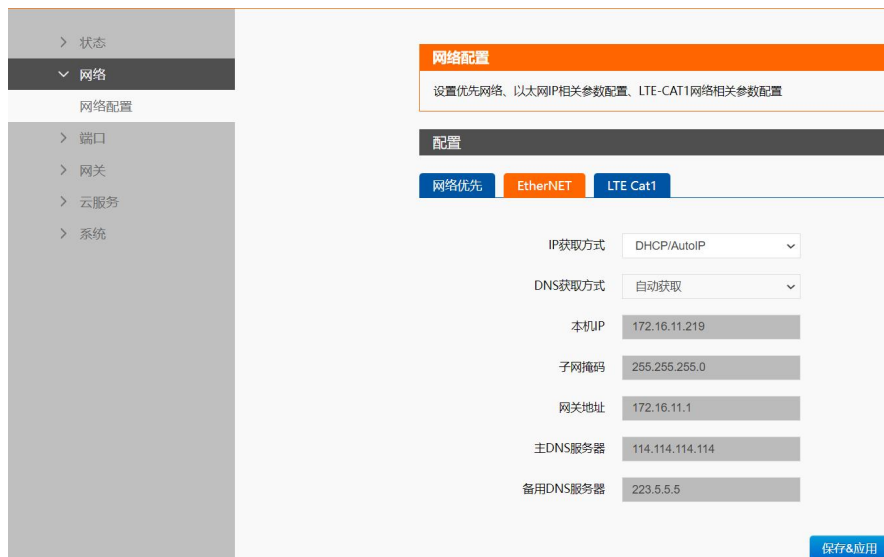 状态
网络
网络配置
端口
网关
云服务
系统
网络配置
设置优先网络、以太网IP相关参数配置、LTE-CAT1网络相关参数配置
配置
网络优先 EtherNET LTE Cat1
IP获取方式 DHCP/AutoIP
DNS获取方式 自动获取
本机IP 172.16.11.219
子网掩码 255.255.255.0
网关地址 172.16.11.1
主DNS服务器 114.114.114.114
备用DNS服务器 223.5.5.5
保存&应用